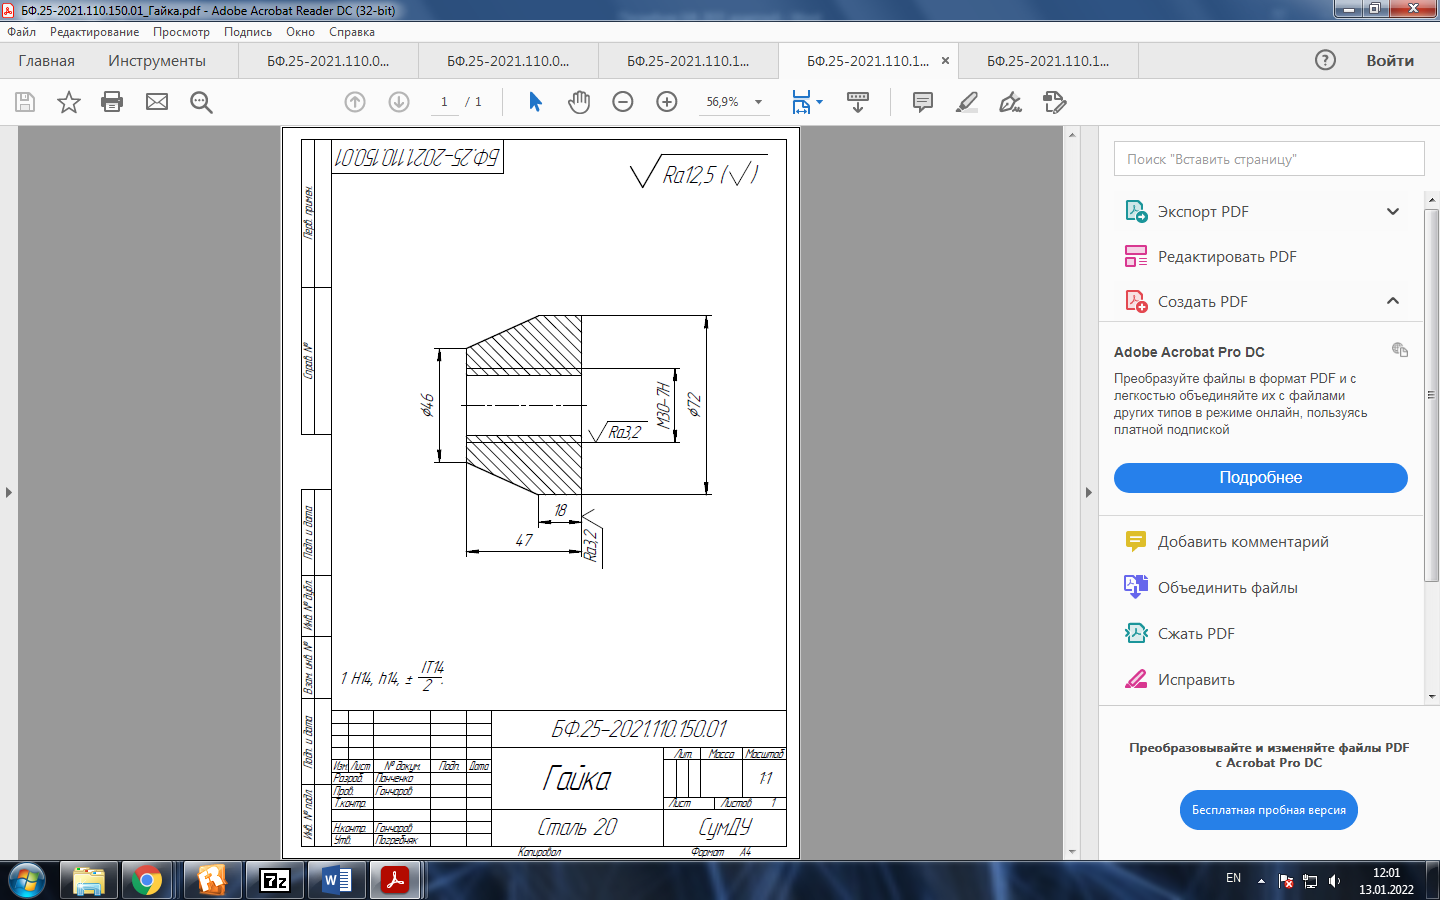 БФ.25-2021.110.150.01_Гайка.pdf - Adobe Acrobat Reader DC (32-bit)
Файл Редактирование Просмотр Подпись Окно Справка
Главная Инструменты БФ.25-2021.110.0... БФ.25-2021.110.0... БФ.25-2021.110.1... БФ.25-2021.110.1... × БФ.25-2021.110.1... Войти
1 / 1 56,9%
БФ.25-2021.110.150.01
Ra12,5 (√)
Перв. примен.
Справ №
Подп. и дата
Инв. № дубл.
Взам. инв. №
Подп. и дата
Инв. № подл.
⌀46
M30-7H
⌀72
Ra3,2
18
47
Ra3,2
1 H14, h14, ± IT14
2 .
БФ.25-2021.110.150.01
Изм. Лист № докум. Подп. Дата
Разраб. Панченко
Пров. Гончаров
Т.контр.
Н.контр. Гончаров
Утв. Погребняк
Гайка
Лит. Масса Масштаб
1:1
Лист Листов 1
Сталь 20
СумДУ
Копировал Формат A4
Поиск "Вставить страницу"
Экспорт PDF
Редактировать PDF
Создать PDF
Adobe Acrobat Pro DC
Преобразуйте файлы в формат PDF и с
легкостью объединяйте их с файлами
других типов в режиме онлайн, пользуясь
платной подпиской
Подробнее
Добавить комментарий
Объединить файлы
Сжать PDF
Исправить
Преобразовывайте и изменяйте файлы PDF
с Acrobat Pro DC
Бесплатная пробная версия
7z
EN
12:01
13.01.2022